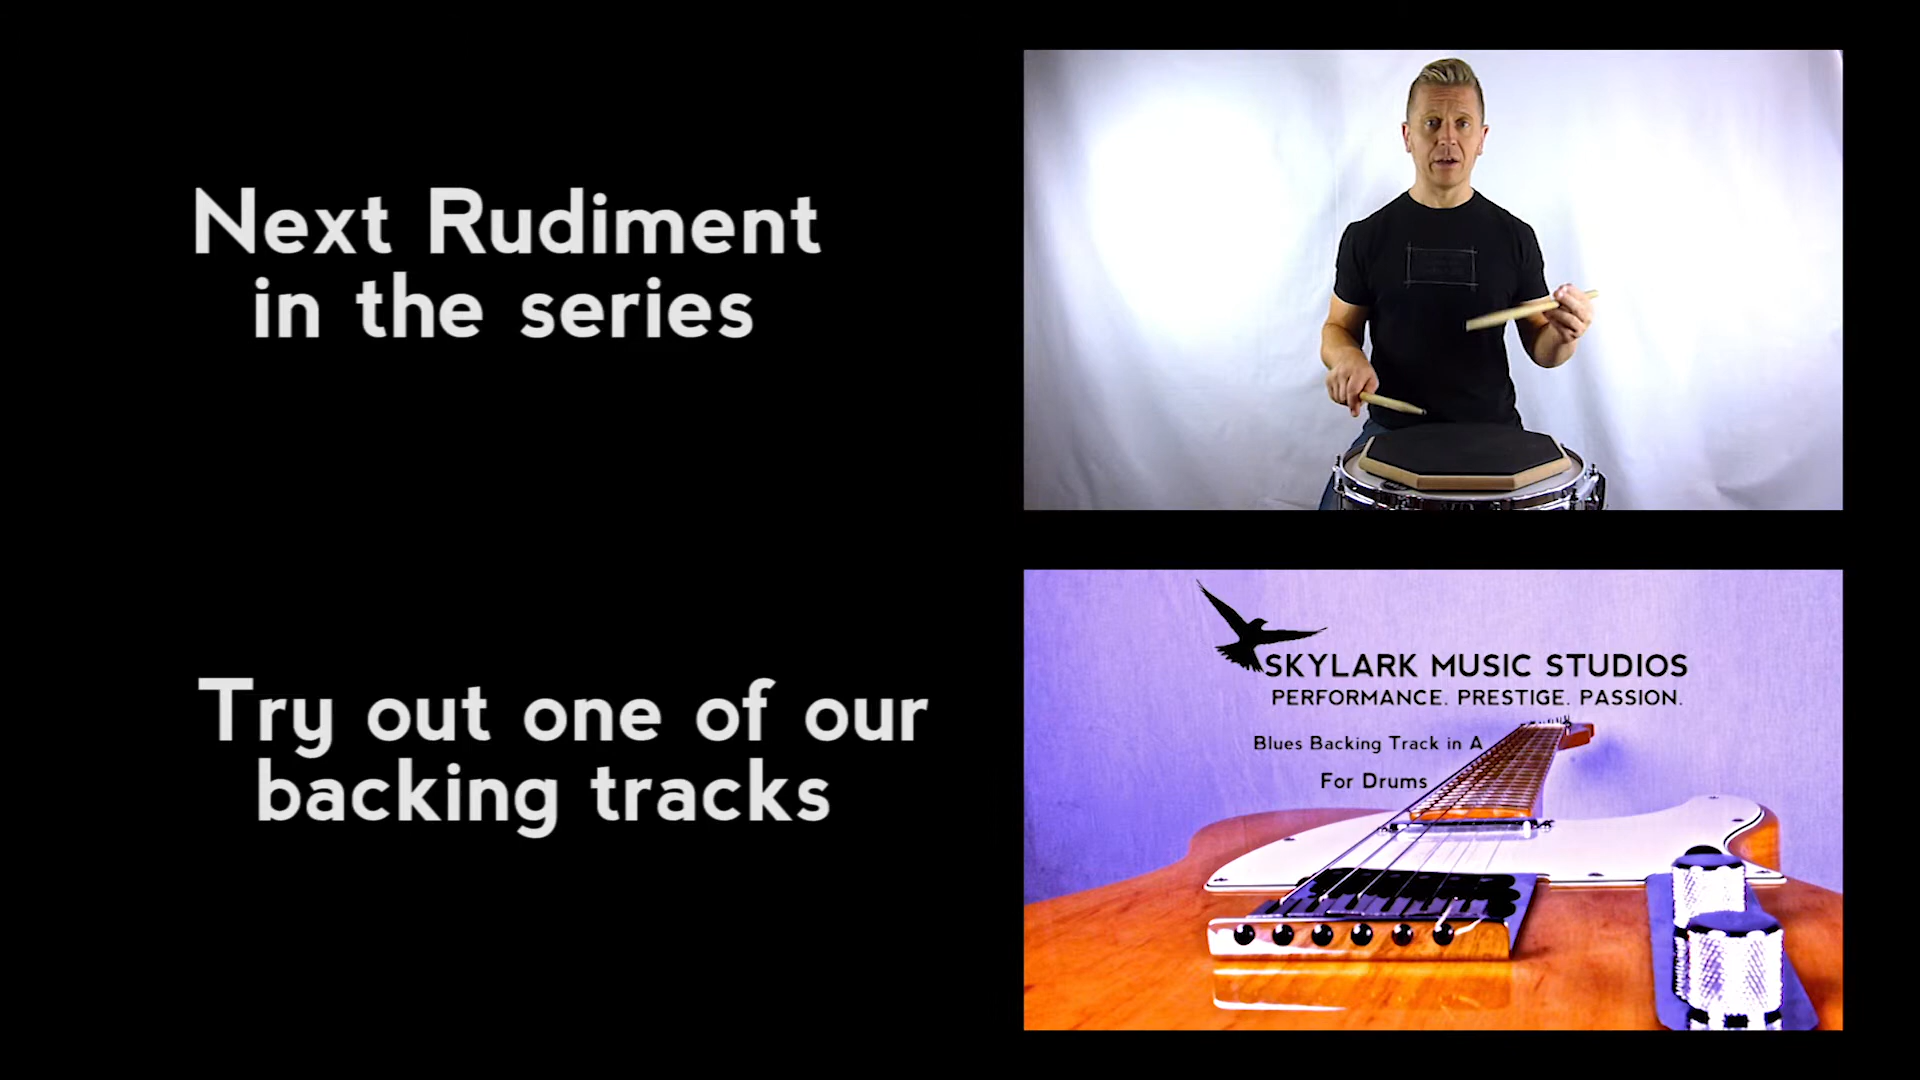 Next Rudiment
in the series
Try out one of our
backing tracks
SKYLARK MUSIC STUDIOS
PERFORMANCE. PRESTIGE. PASSION.
Blues Backing Track in A
For Drums